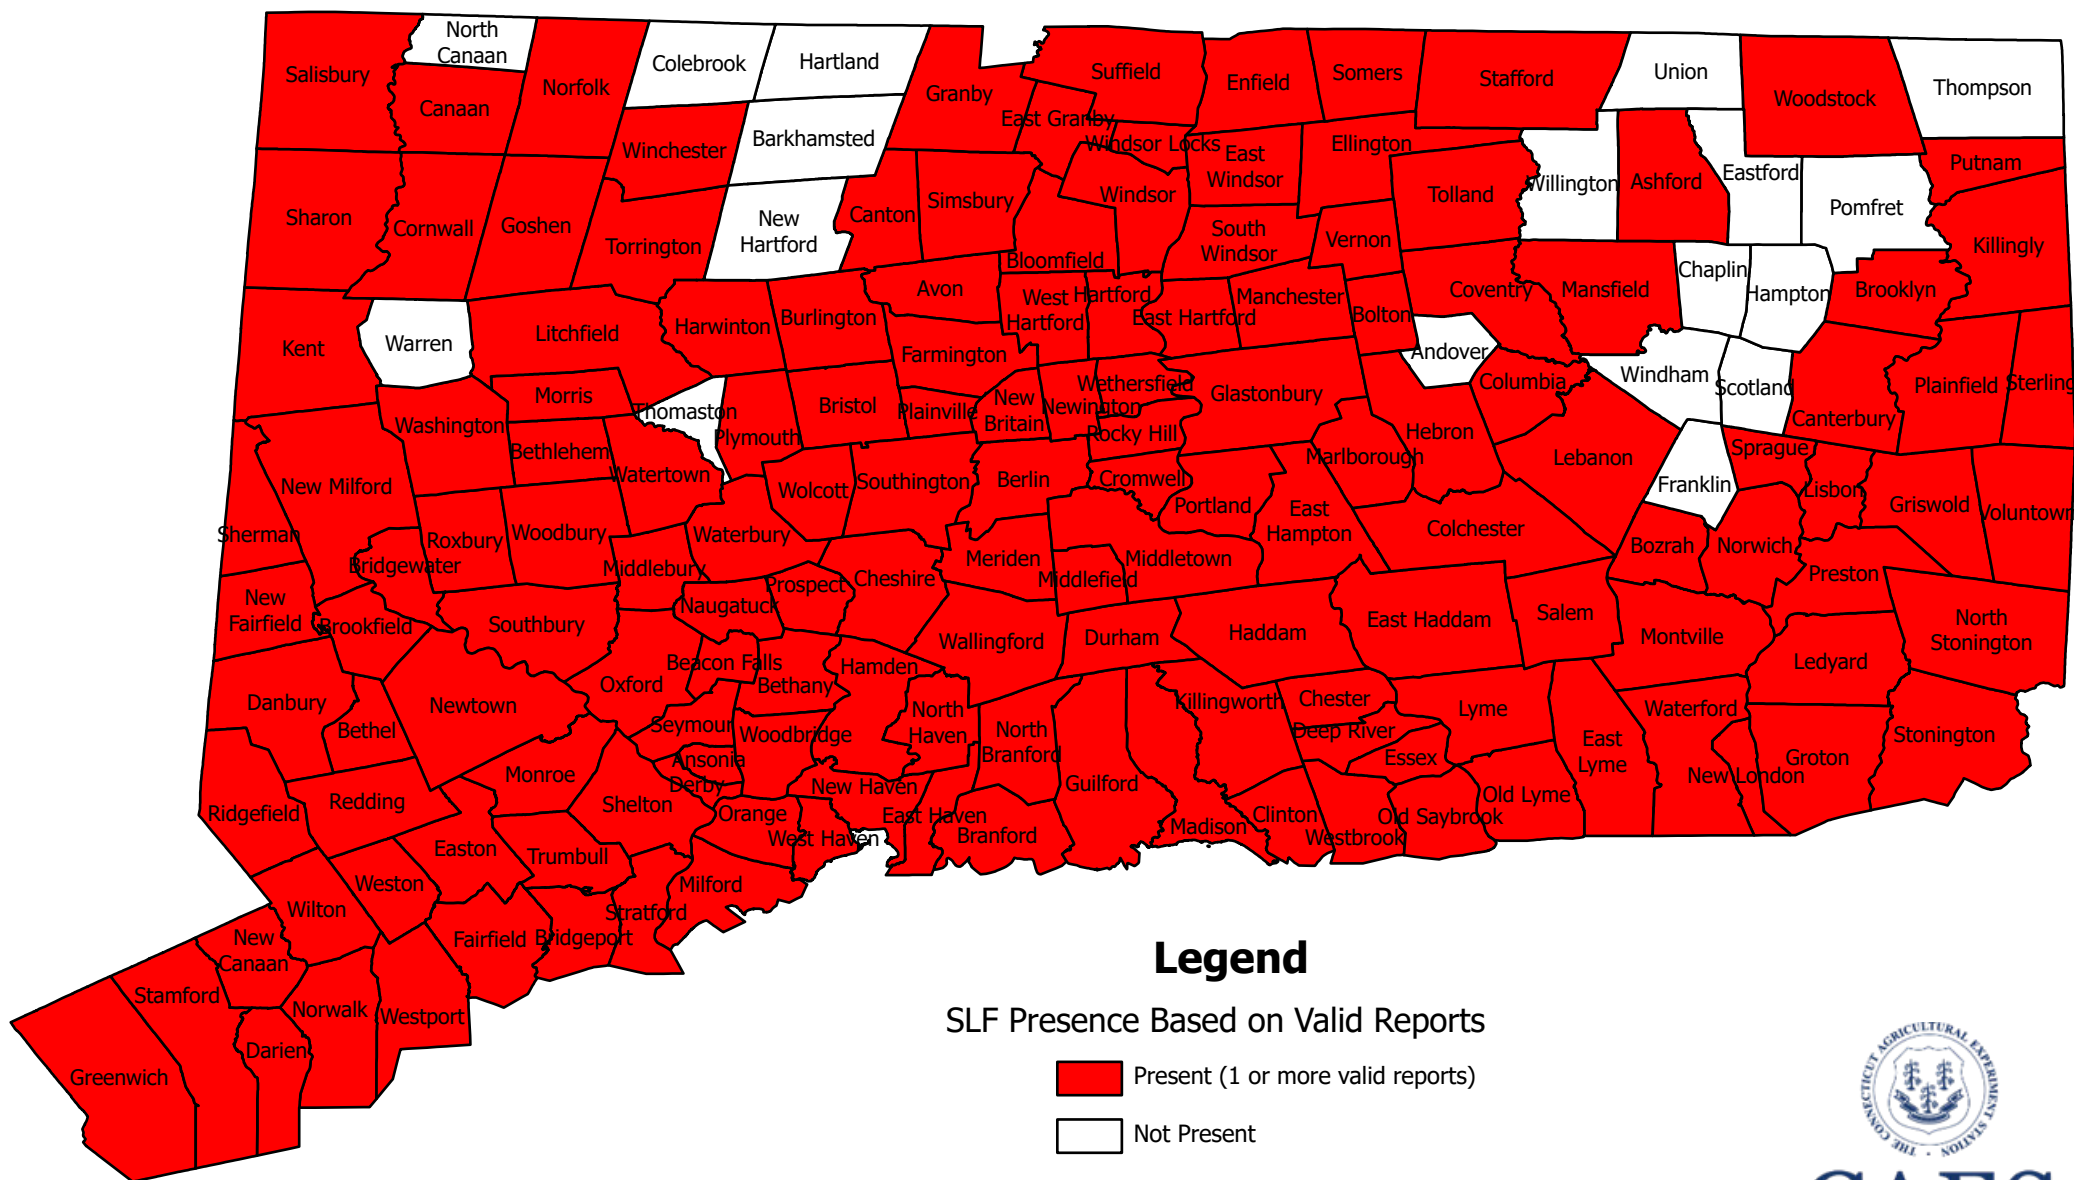 North
Canaan
Colebrook
Hartland
Salisbury
Norfolk
Canaan
Granby
Suffield
Enfield
Somers
Stafford
Union
Woodstock
Thompson
East Granby
Winchester
Barkhamsted
Windsor Locks
East
Windsor
Ellington
Willington
Ashford
Eastford
Putnam
Sharon
Cornwall
Goshen
Torrington
New
Hartford
Canton
Simsbury
Windsor
Tolland
Pomfret
Bloomfield
South
Windsor
Vernon
Killingly
Avon
West
Hartford
Hartford
East Hartford
Manchester
Bolton
Coventry
Mansfield
Chaplin
Hampton
Brooklyn
Kent
Warren
Litchfield
Harwinton
Burlington
Farmington
Andover
Windham
Scotland
Plainfield
Sterling
Morris
Thomaston
Plymouth
Bristol
Plainville
New
Britain
Newington
Wethersfield
Glastonbury
Columbia
Canterbury
Washington
Bethlehem
Rocky Hill
Hebron
Marlborough
Lebanon
Sprague
Franklin
Lisbon
Griswold
Voluntown
New Milford
Watertown
Wolcott
Southington
Berlin
Cromwell
Portland
East
Hampton
Colchester
Bozrah
Norwich
Preston
Sherman
Roxbury
Woodbury
Waterbury
Bridgewater
Middlebury
Prospect
Cheshire
Meriden
Middlefield
Middletown
New
Fairfield
Brookfield
Southbury
Naugatuck
Wallingford
Durham
Haddam
East Haddam
Salem
Montville
North
Stonington
Ledyard
Danbury
Newtown
Oxford
Beacon Falls
Bethany
Hamden
Killingworth
Chester
Lyme
Waterford
Bethel
Seymour
Woodbridge
North
Haven
North
Branford
Deep River
East
Lyme
Stonington
Groton
Monroe
Ansonia
Derby
Essex
New London
Ridgefield
Redding
Shelton
Orange
New Haven
East Haven
Guilford
Madison
Clinton
Westbrook
Old Saybrook
Old Lyme
Easton
Trumbull
West Haven
Branford
Weston
Wilton
Milford
Stratford
Fairfield
Bridgeport
New
Canaan
Stamford
Norwalk
Westport
Darien
Greenwich
Legend
SLF Presence Based on Valid Reports
Present (1 or more valid reports)
Not Present
THE CONNECTICUT AGRICULTURAL EXPERIMENT STATION
CAES